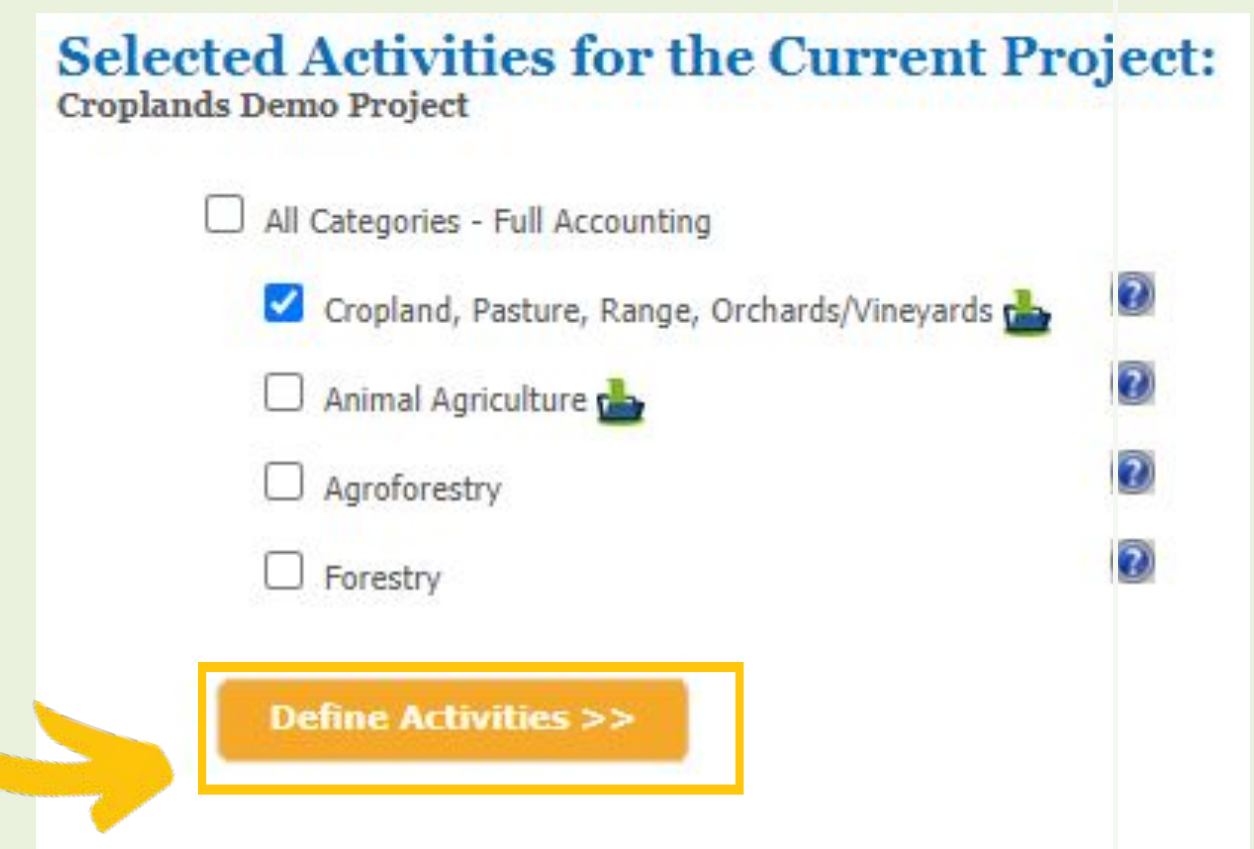 Selected Activities for the Current Project:
Croplands Demo Project
All Categories - Full Accounting
Cropland, Pasture, Range, Orchards/Vineyards
Animal Agriculture
Agroforestry
Forestry
Define Activities >>